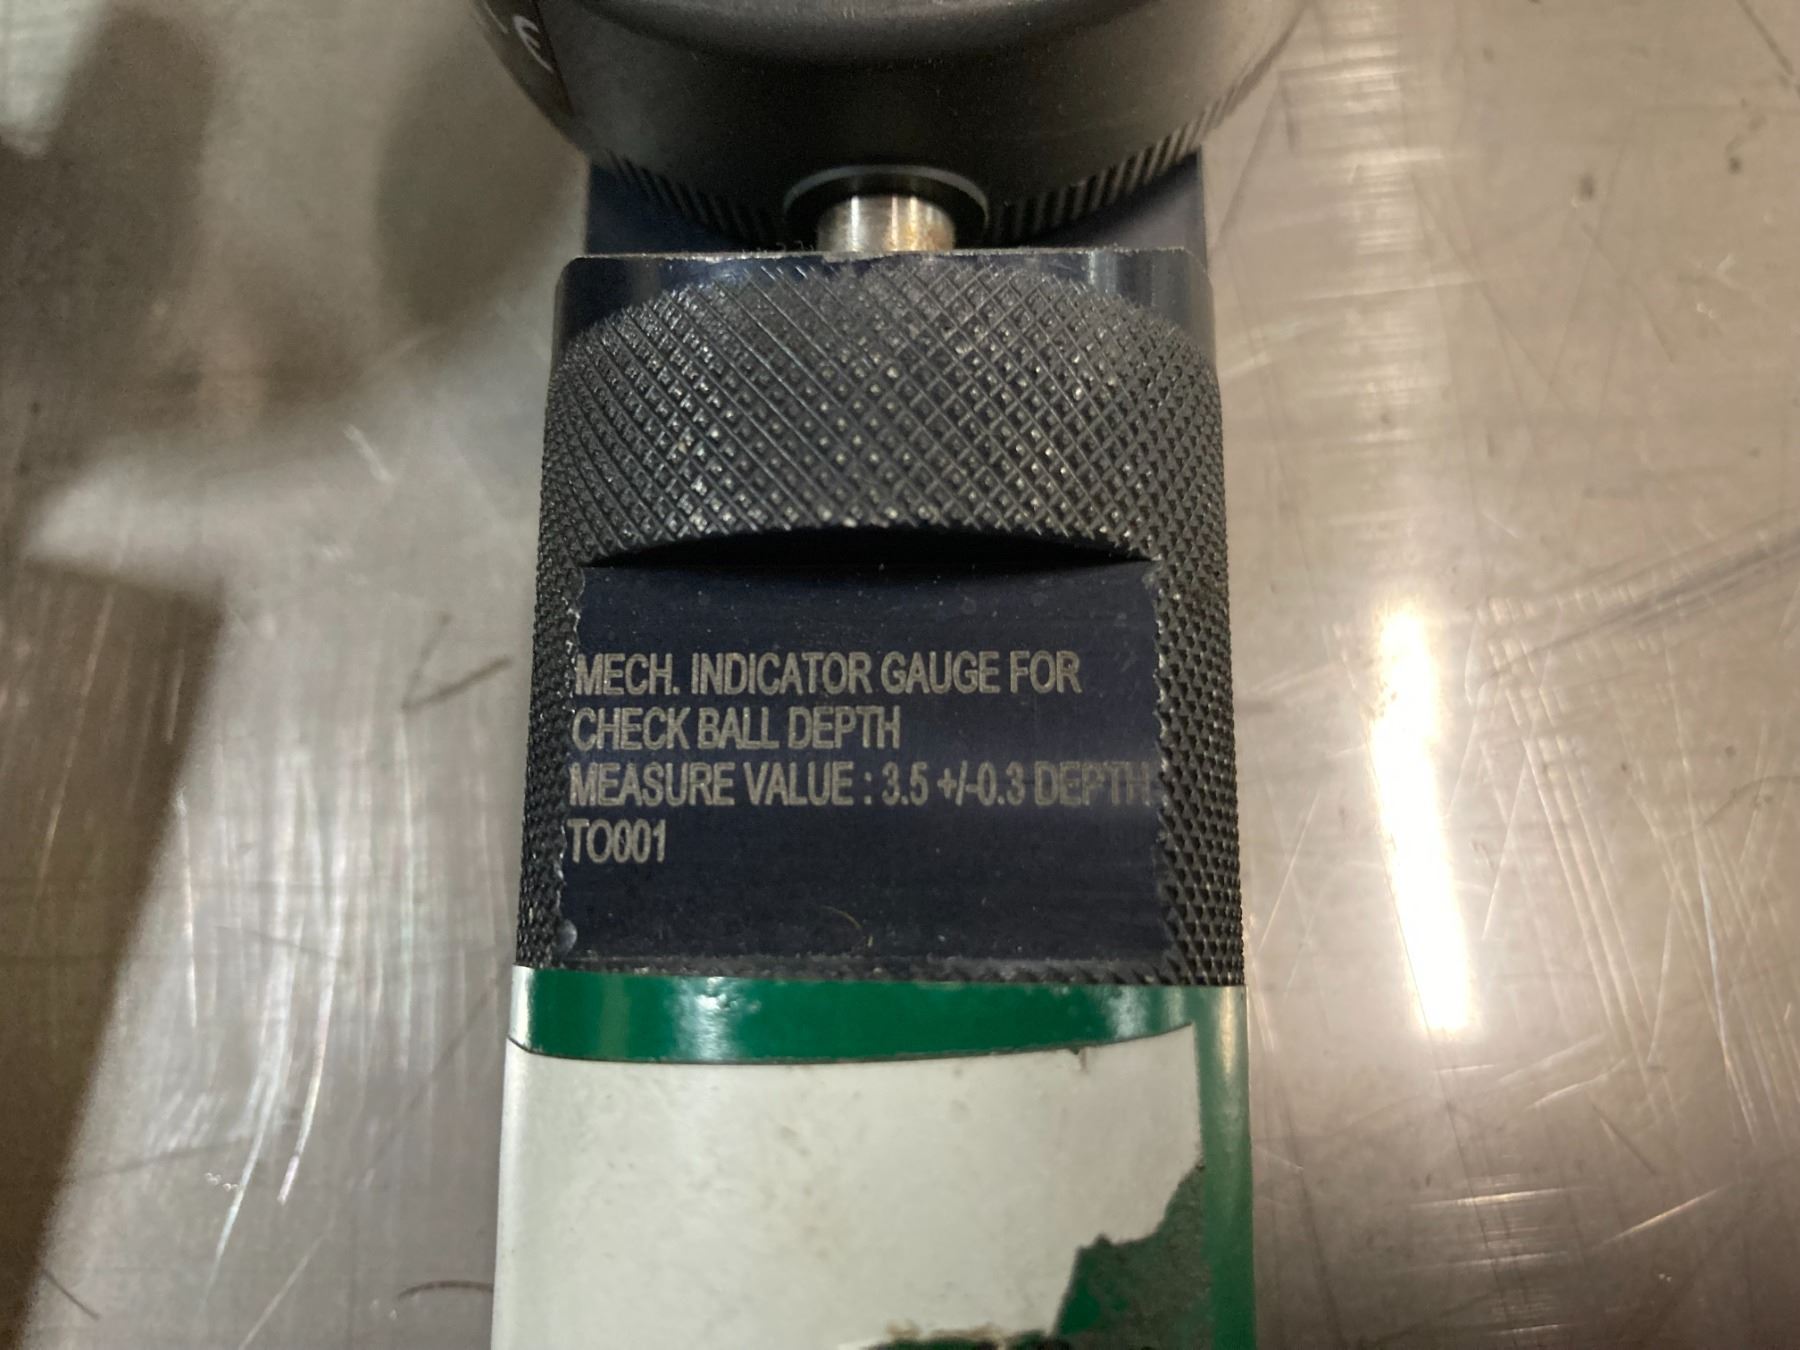 MECH. INDICATOR GAUGE FOR
CHECK BALL DEPTH
MEASURE VALUE : 3.5 +/-0.3 DEPTH
TO001